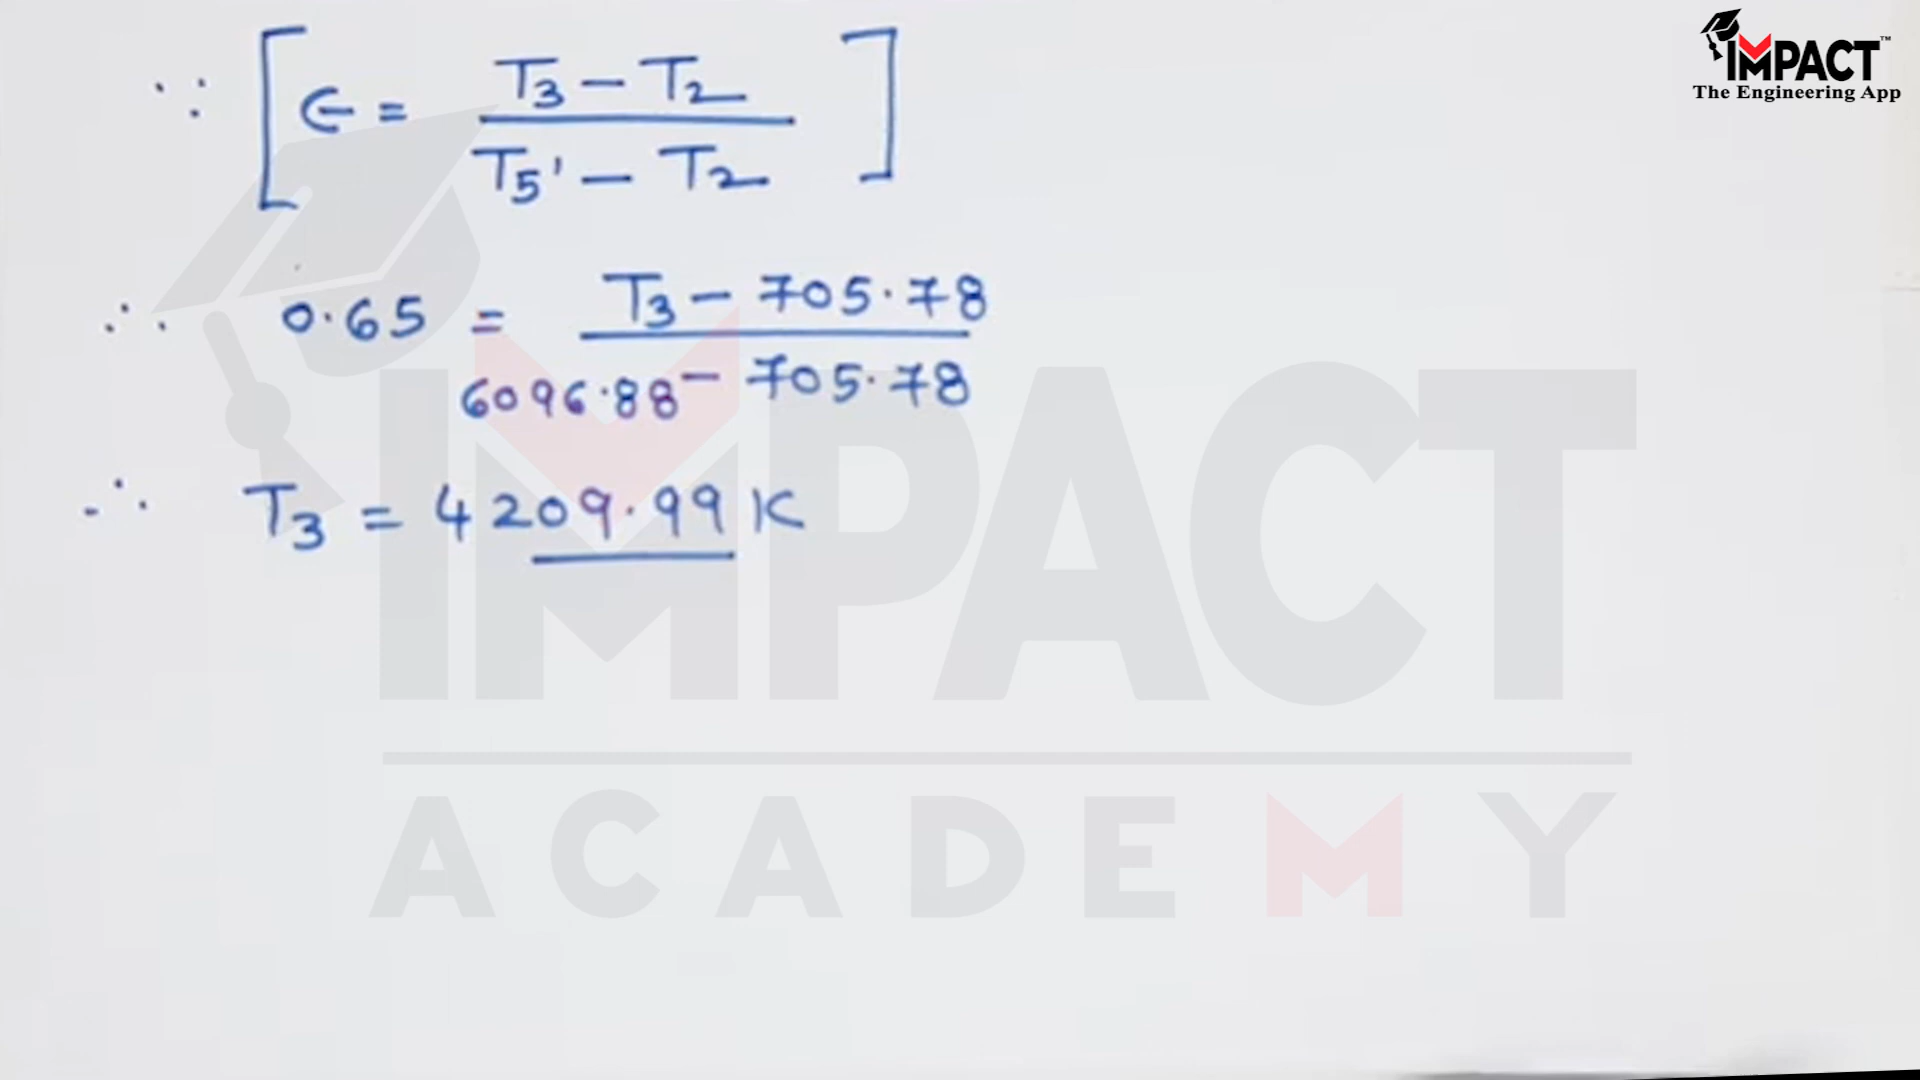 IMPACT™
The Engineering App
∵ [ ϵ = (T3 - T2) / (T5' - T2) ]
∴ 0.65 = (T3 - 705.78) / (6096.88 - 705.78)
∴ T3 = 4209.99 K
IMPACT
ACADEMY